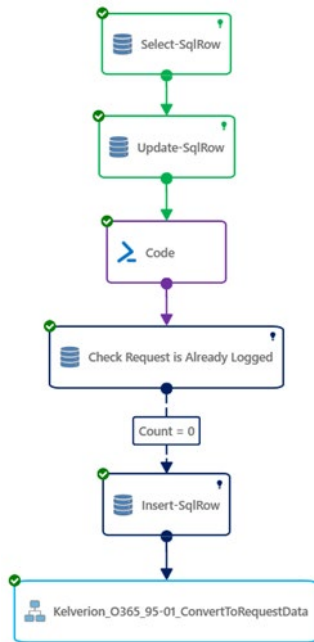 Select-SqlRow
Update-SqlRow
Code
Check Request is Already Logged
Count = 0
Insert-SqlRow
Kelverion_O365_95-01_ConvertToRequestData